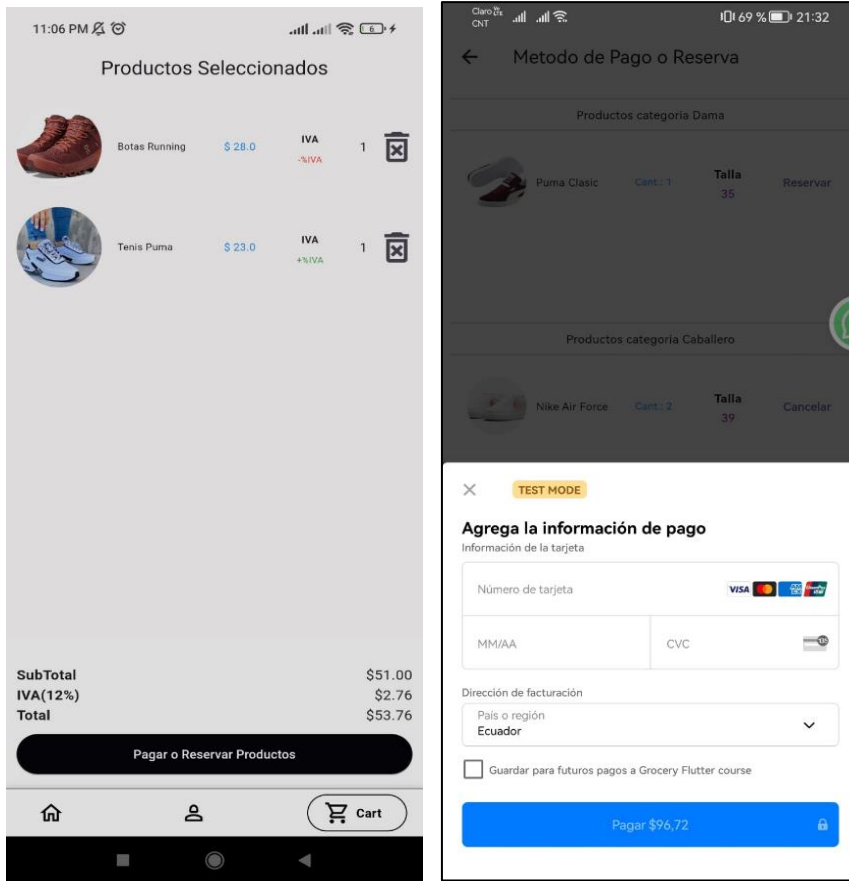 11:06 PM
6
Productos Seleccionados
Botas Running $ 28.0 IVA 1
-%IVA
Tenis Puma $ 23.0 IVA 1
+%IVA
SubTotal $51.00
IVA(12%) $2.76
Total $53.76
Pagar o Reservar Productos
Cart
Claro
CNT
69 % 21:32
Metodo de Pago o Reserva
Productos categoria Dama
Puma Clasic Cant.: 1 Talla Reservar
35
Productos categoria Caballero
Nike Air Force Cant.: 2 Talla Cancelar
39
TEST MODE
Agrega la información de pago
Información de la tarjeta
Número de tarjeta VISA
MM/AA CVC
Dirección de facturación
País o región
Ecuador
Guardar para futuros pagos a Grocery Flutter course
Pagar $96,72